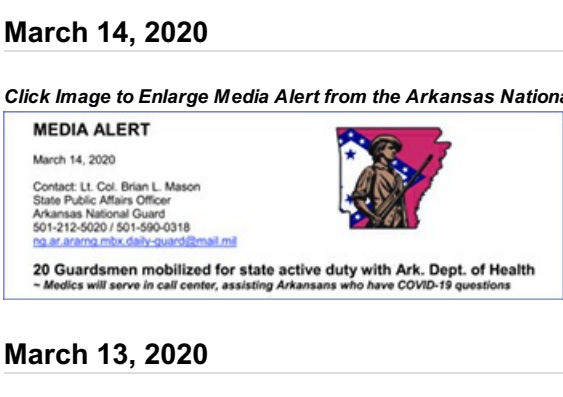 March 14, 2020
Click Image to Enlarge Media Alert from the Arkansas Nationa
MEDIA ALERT
March 14, 2020
Contact: Lt. Col. Brian L. Mason
State Public Affairs Officer
Arkansas National Guard
501-212-5020 / 501-590-0318
ng.ar.ararng.mbx.daily-guard@mail.mil
20 Guardsmen mobilized for state active duty with Ark. Dept. of Health
~ Medics will serve in call center, assisting Arkansans who have COVID-19 questions
March 13, 2020